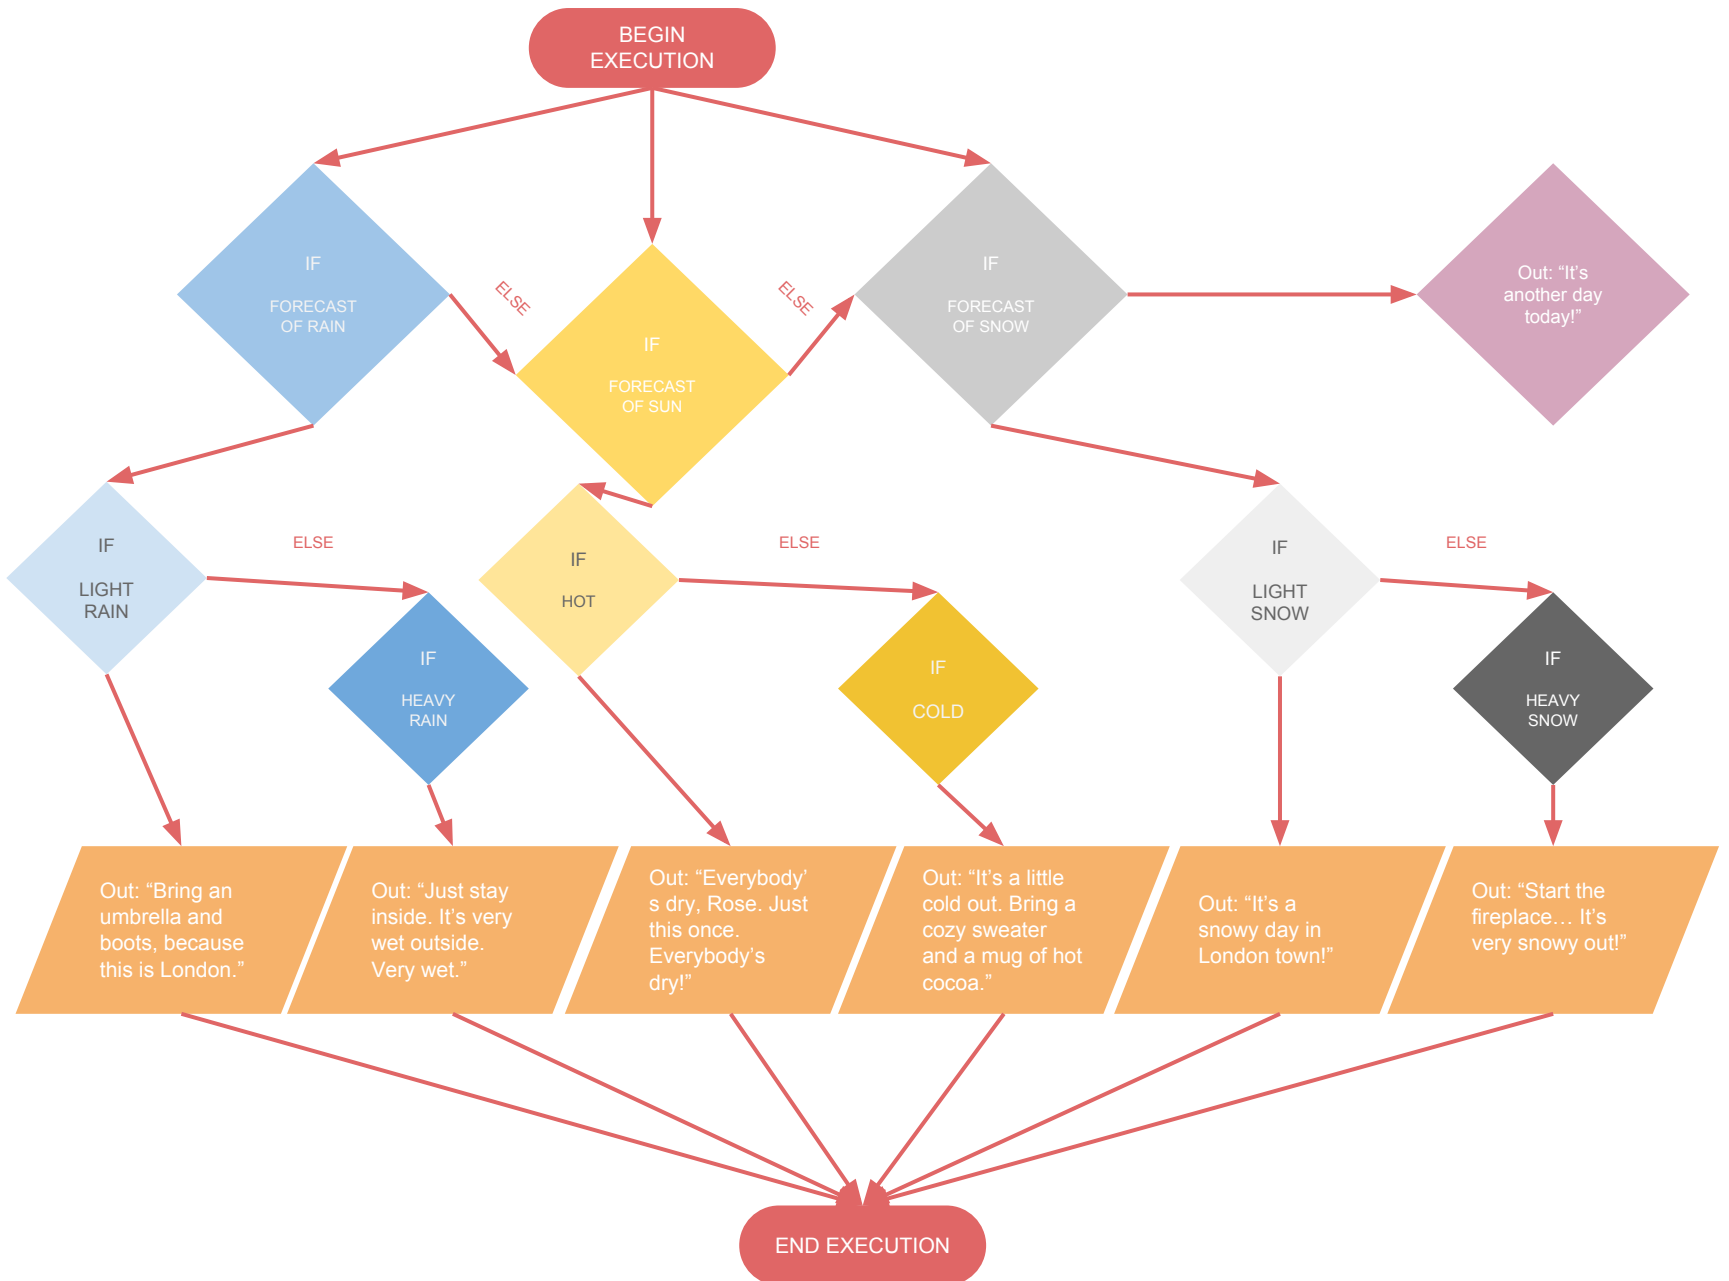 BEGIN
EXECUTION
IF
FORECAST
OF RAIN
ELSE
IF
FORECAST
OF SUN
ELSE
IF
FORECAST
OF SNOW
Out: “It’s
another day
today!”
IF
LIGHT
RAIN
ELSE
IF
HEAVY
RAIN
IF
HOT
ELSE
IF
COLD
IF
LIGHT
SNOW
ELSE
IF
HEAVY
SNOW
Out: “Bring an
umbrella and
boots, because
this is London.”
Out: “Just stay
inside. It’s very
wet outside.
Very wet.”
Out: “Everybody’
s dry, Rose. Just
this once.
Everybody’s
dry!”
Out: “It’s a little
cold out. Bring a
cozy sweater
and a mug of hot
cocoa.”
Out: “It’s a
snowy day in
London town!”
Out: “Start the
fireplace… It’s
very snowy out!”
END EXECUTION